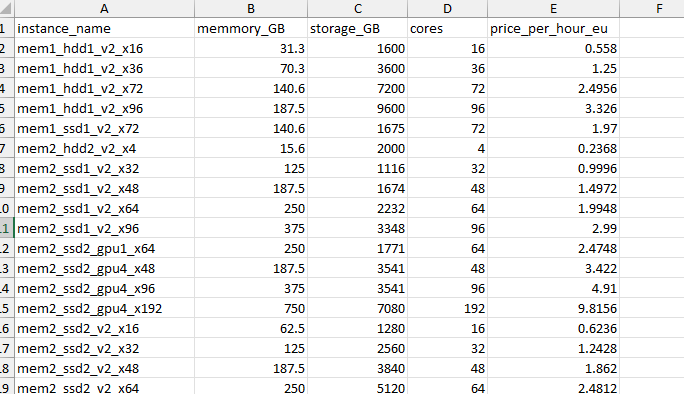 A B C D E F
1 instance_name memmory_GB storage_GB cores price_per_hour_eu
2 mem1_hdd1_v2_x16 31.3 1600 16 0.558
3 mem1_hdd1_v2_x36 70.3 3600 36 1.25
4 mem1_hdd1_v2_x72 140.6 7200 72 2.4956
5 mem1_hdd1_v2_x96 187.5 9600 96 3.326
6 mem1_ssd1_v2_x72 140.6 1675 72 1.97
7 mem2_hdd2_v2_x4 15.6 2000 4 0.2368
8 mem2_ssd1_v2_x32 125 1116 32 0.9996
9 mem2_ssd1_v2_x48 187.5 1674 48 1.4972
10 mem2_ssd1_v2_x64 250 2232 64 1.9948
11 mem2_ssd1_v2_x96 375 3348 96 2.99
12 mem2_ssd2_gpu1_x64 250 1771 64 2.4748
13 mem2_ssd2_gpu4_x48 187.5 3541 48 3.422
14 mem2_ssd2_gpu4_x96 375 3541 96 4.91
15 mem2_ssd2_gpu4_x192 750 7080 192 9.8156
16 mem2_ssd2_v2_x16 62.5 1280 16 0.6236
17 mem2_ssd2_v2_x32 125 2560 32 1.2428
18 mem2_ssd2_v2_x48 187.5 3840 48 1.862
19 mem2_ssd2_v2_x64 250 5120 64 2.4812